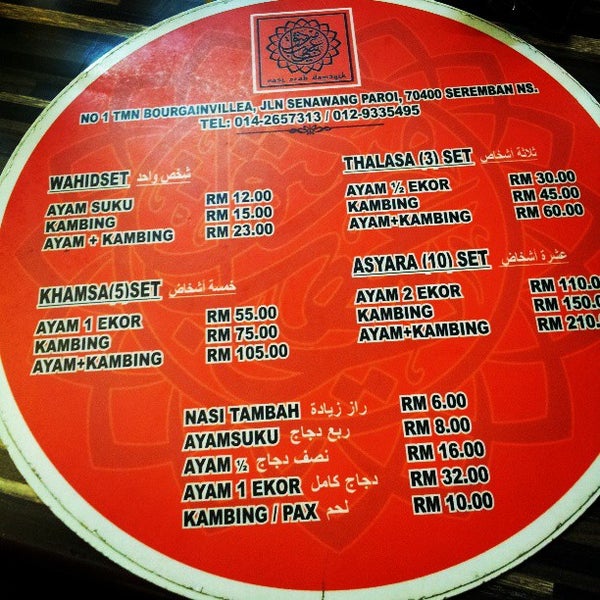 nasi arab damsyik
NO 1 TMN BOURGAINVILLEA, JLN SENAWANG PAROI, 70400 SEREMBAN NS.
TEL: 014-2657313 / 012-9335495
WAHIDSET شخص واحد
AYAM SUKU RM 12.00
KAMBING RM 15.00
AYAM + KAMBING RM 23.00
THALASA (3) SET ثلاثة أشخاص
AYAM ½ EKOR RM 30.00
KAMBING RM 45.00
AYAM+KAMBING RM 60.00
KHAMSA(5)SET خمسة أشخاض
AYAM 1 EKOR RM 55.00
KAMBING RM 75.00
AYAM+KAMBING RM 105.00
ASYARA (10) SET عشرة أشخاض
AYAM 2 EKOR RM 110.0
KAMBING RM 150.0
AYAM+KAMBING RM 210.
NASI TAMBAH راز زيادة RM 6.00
AYAMSUKU ربع دجاج RM 8.00
AYAM ½ نصف دجاج RM 16.00
AYAM 1 EKOR دجاج كامل RM 32.00
KAMBING / PAX لحم RM 10.00